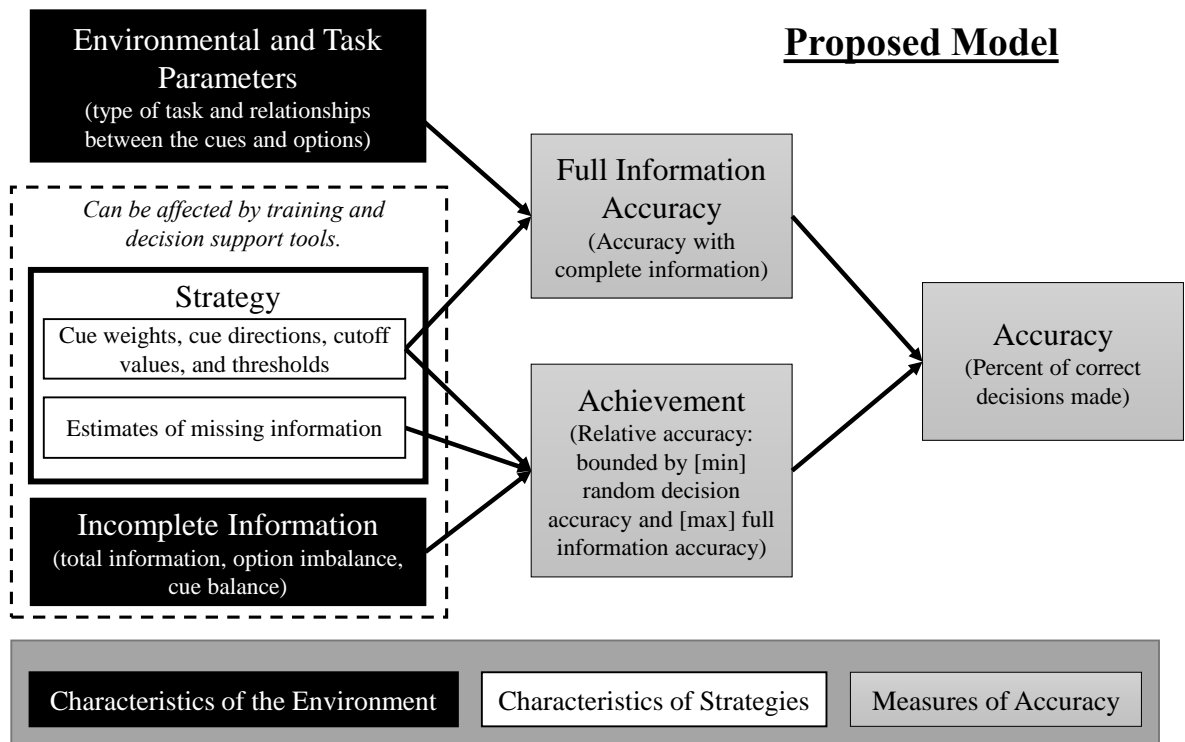 Proposed Model
Environmental and Task
Parameters
(type of task and relationships
between the cues and options)
Can be affected by training and
decision support tools.
Strategy
Cue weights, cue directions, cutoff
values, and thresholds
Estimates of missing information
Incomplete Information
(total information, option imbalance,
cue balance)
Full Information
Accuracy
(Accuracy with
complete information)
Achievement
(Relative accuracy:
bounded by [min]
random decision
accuracy and [max] full
information accuracy)
Accuracy
(Percent of correct
decisions made)
Characteristics of the Environment
Characteristics of Strategies
Measures of Accuracy